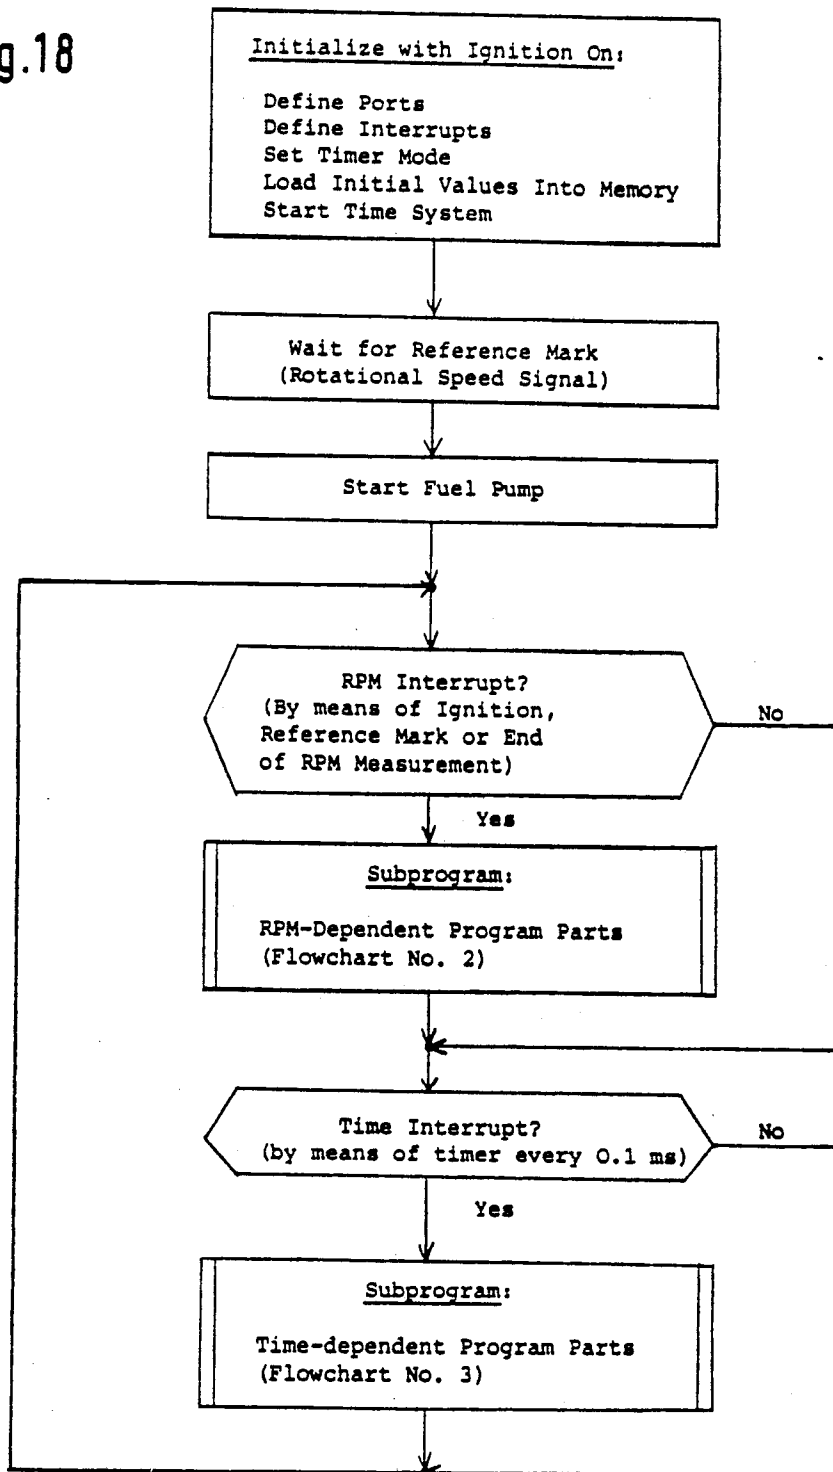 g.18
Initialize with Ignition On:
Define Ports
Define Interrupts
Set Timer Mode
Load Initial Values Into Memory
Start Time System
Wait for Reference Mark
(Rotational Speed Signal)
Start Fuel Pump
RPM Interrupt?
(By means of Ignition,
Reference Mark or End
of RPM Measurement)
No
Yes
Subprogram:
RPM-Dependent Program Parts
(Flowchart No. 2)
Time Interrupt?
(by means of timer every 0.1 ms)
No
Yes
Subprogram:
Time-dependent Program Parts
(Flowchart No. 3)